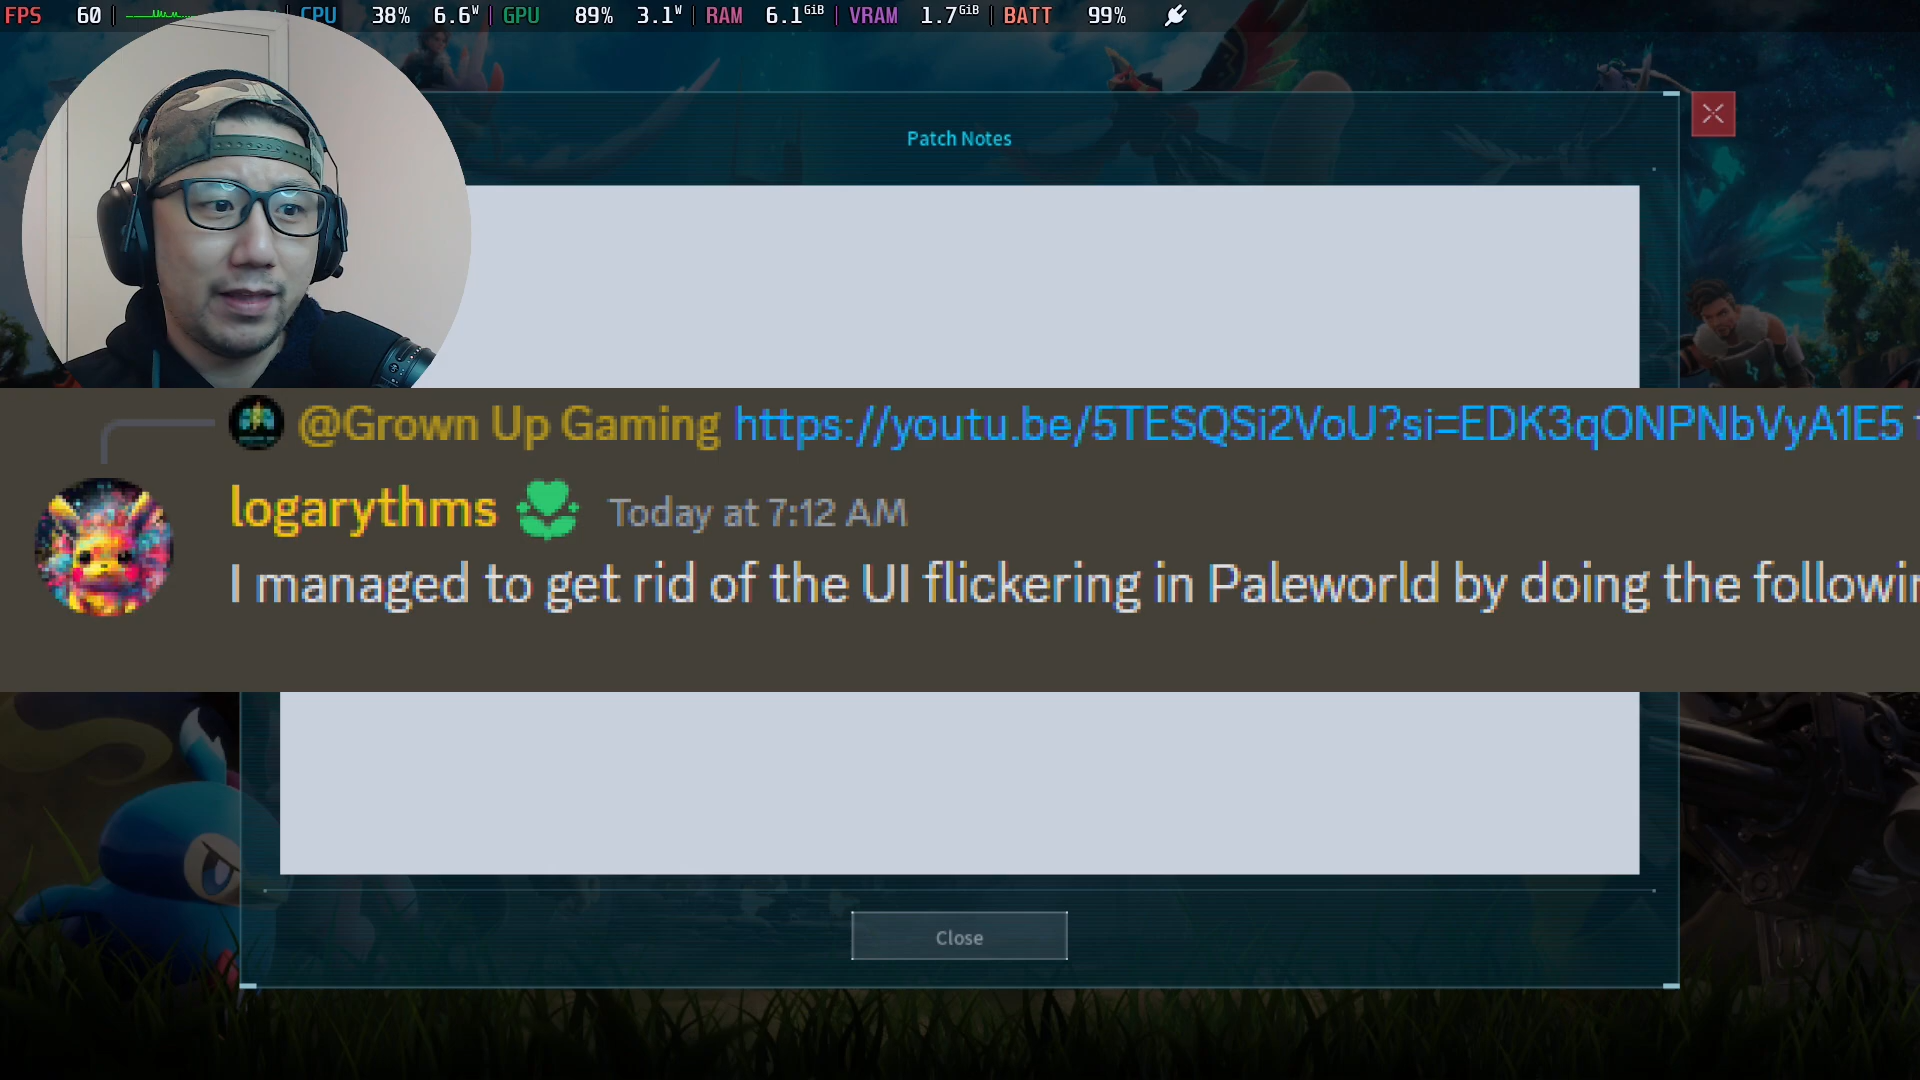 FPS 60 CPU 38% 6.6W GPU 89% 3.1W RAM 6.1GiB VRAM 1.7GiB BATT 99%
Patch Notes
@Grown Up Gaming https://youtu.be/5TESQSi2VoU?si=EDK3qONPNbVyA1E5
logarythms Today at 7:12 AM
I managed to get rid of the UI flickering in Paleworld by doing the followin
Close